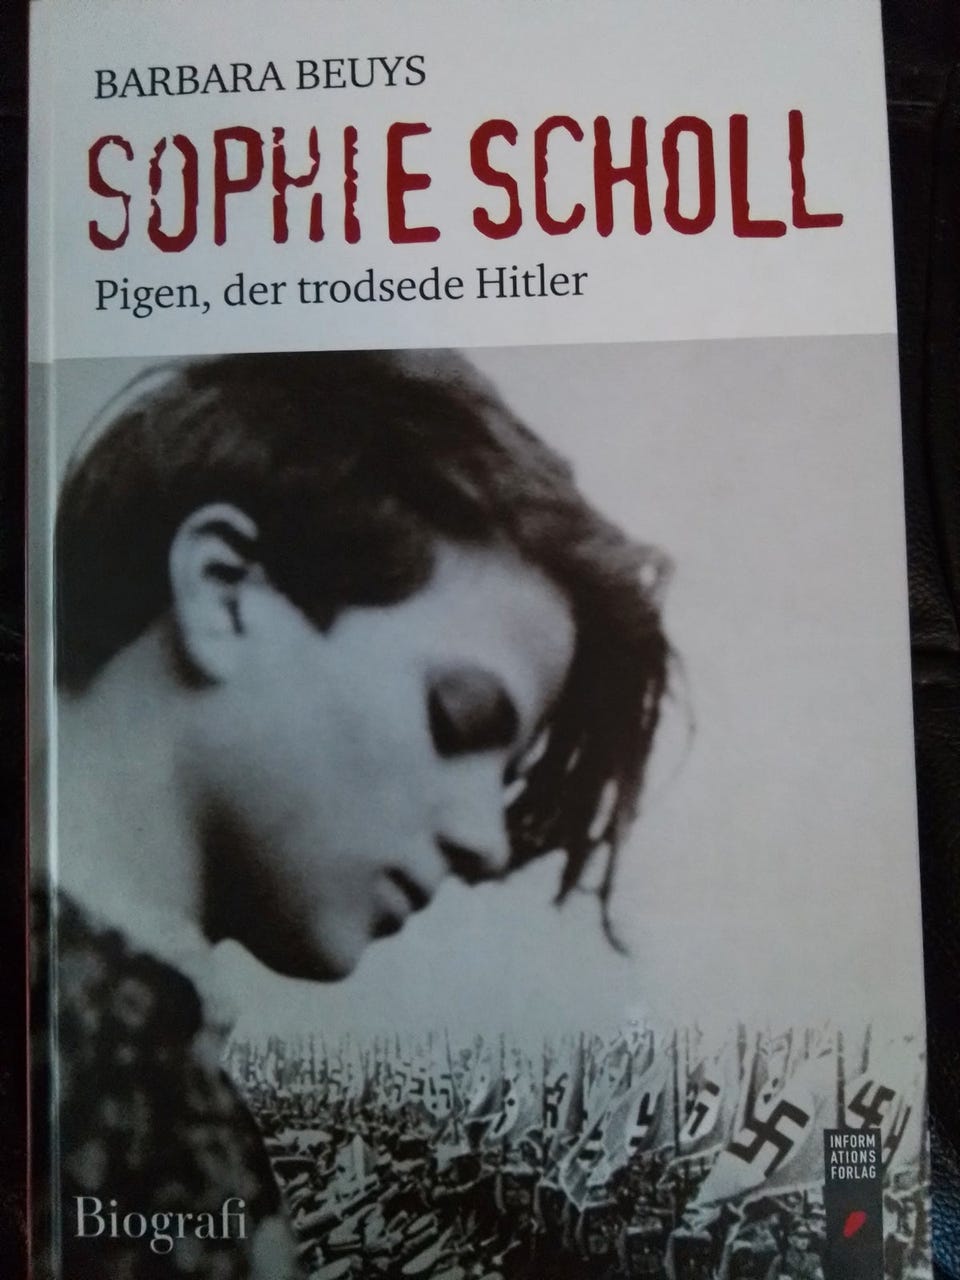 BARBARA BEUYS
SOPHIE SCHOLL
Pigen, der trodsede Hitler
INFORM
ATIONS
FORLAG
Biografi